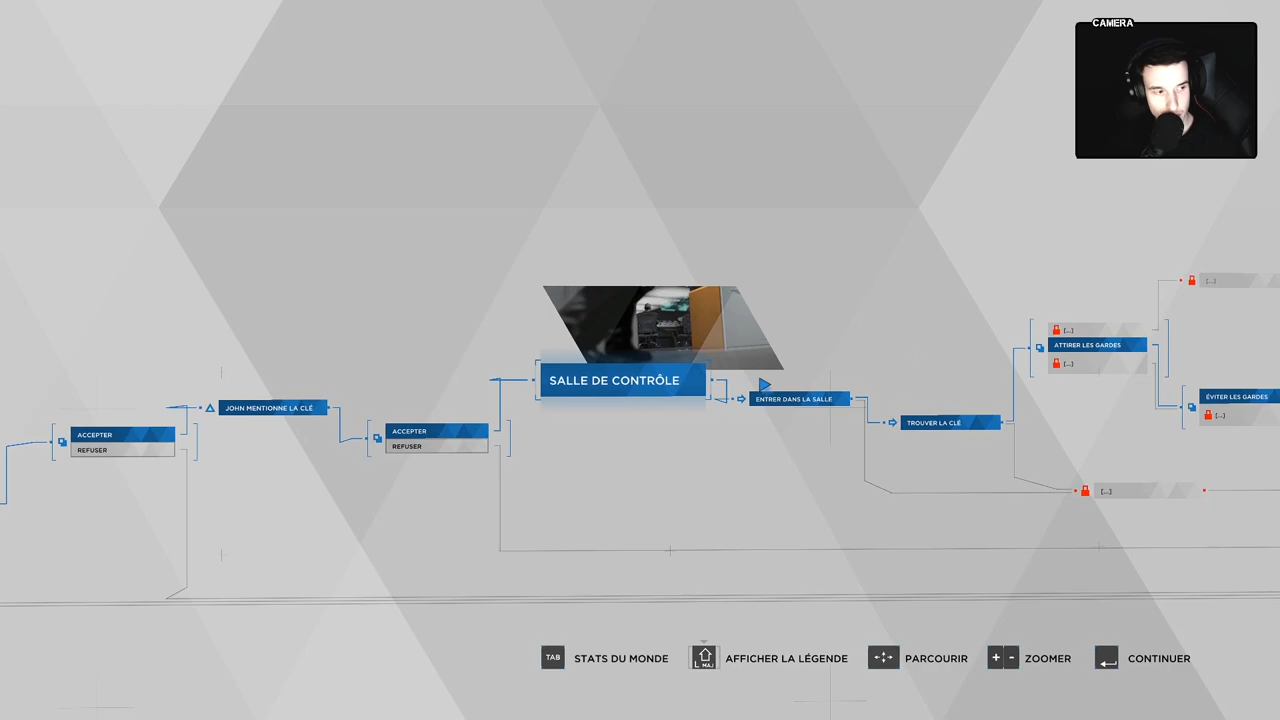 CAMERA
[...]
[...]
ATTIRER LES GARDES
[...]
SALLE DE CONTRÔLE
ENTRER DANS LA SALLE
ÉVITER LES GARDES
[...]
JOHN MENTIONNE LA CLÉ
TROUVER LA CLÉ
ACCEPTER
REFUSER
ACCEPTER
REFUSER
[...]
TAB STATS DU MONDE
L MAJ AFFICHER LA LÉGENDE
PARCOURIR
+ - ZOOMER
CONTINUER